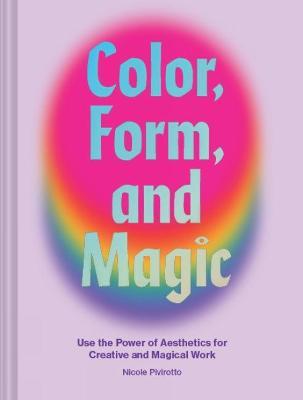 Color,
Form,
and
Magic
Use the Power of Aesthetics for
Creative and Magical Work
Nicole Pivirotto